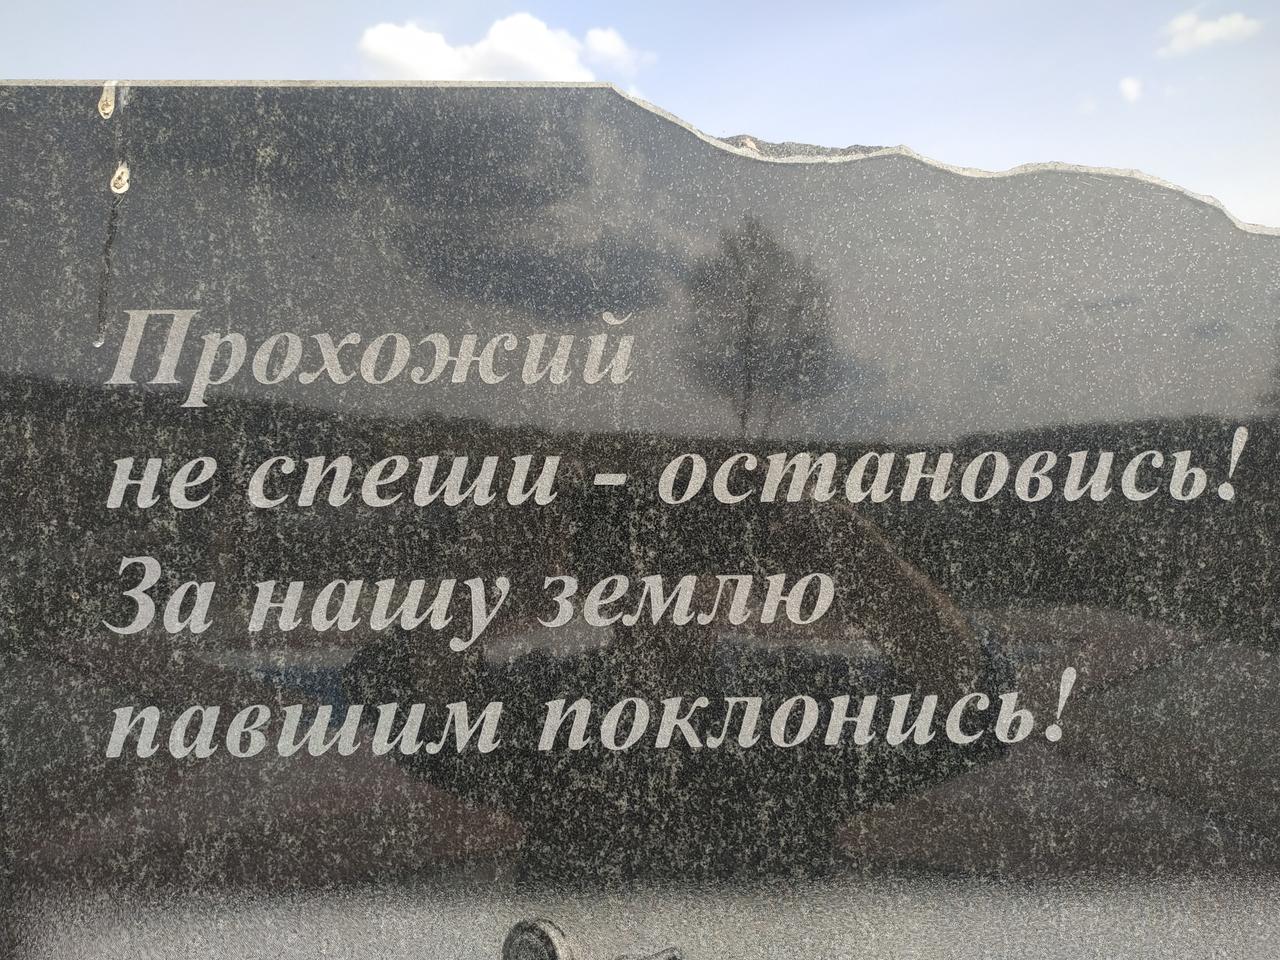 Прохожий
не спеши - остановись!
За нашу землю
павшим поклонись!